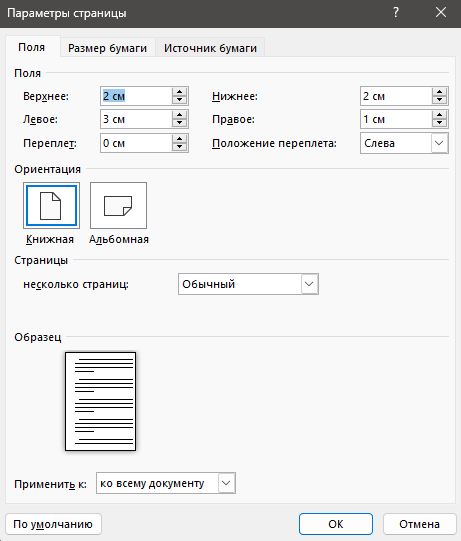 Параметры страницы ? ×
Поля Размер бумаги Источник бумаги
Поля
Верхнее: 2 см Нижнее: 2 см
Левое: 3 см Правое: 1 см
Переплет: 0 см Положение переплета: Слева
Ориентация
Книжная Альбомная
Страницы
несколько страниц: Обычный
Образец
Применить к: ко всему документу
По умолчанию ОК Отмена